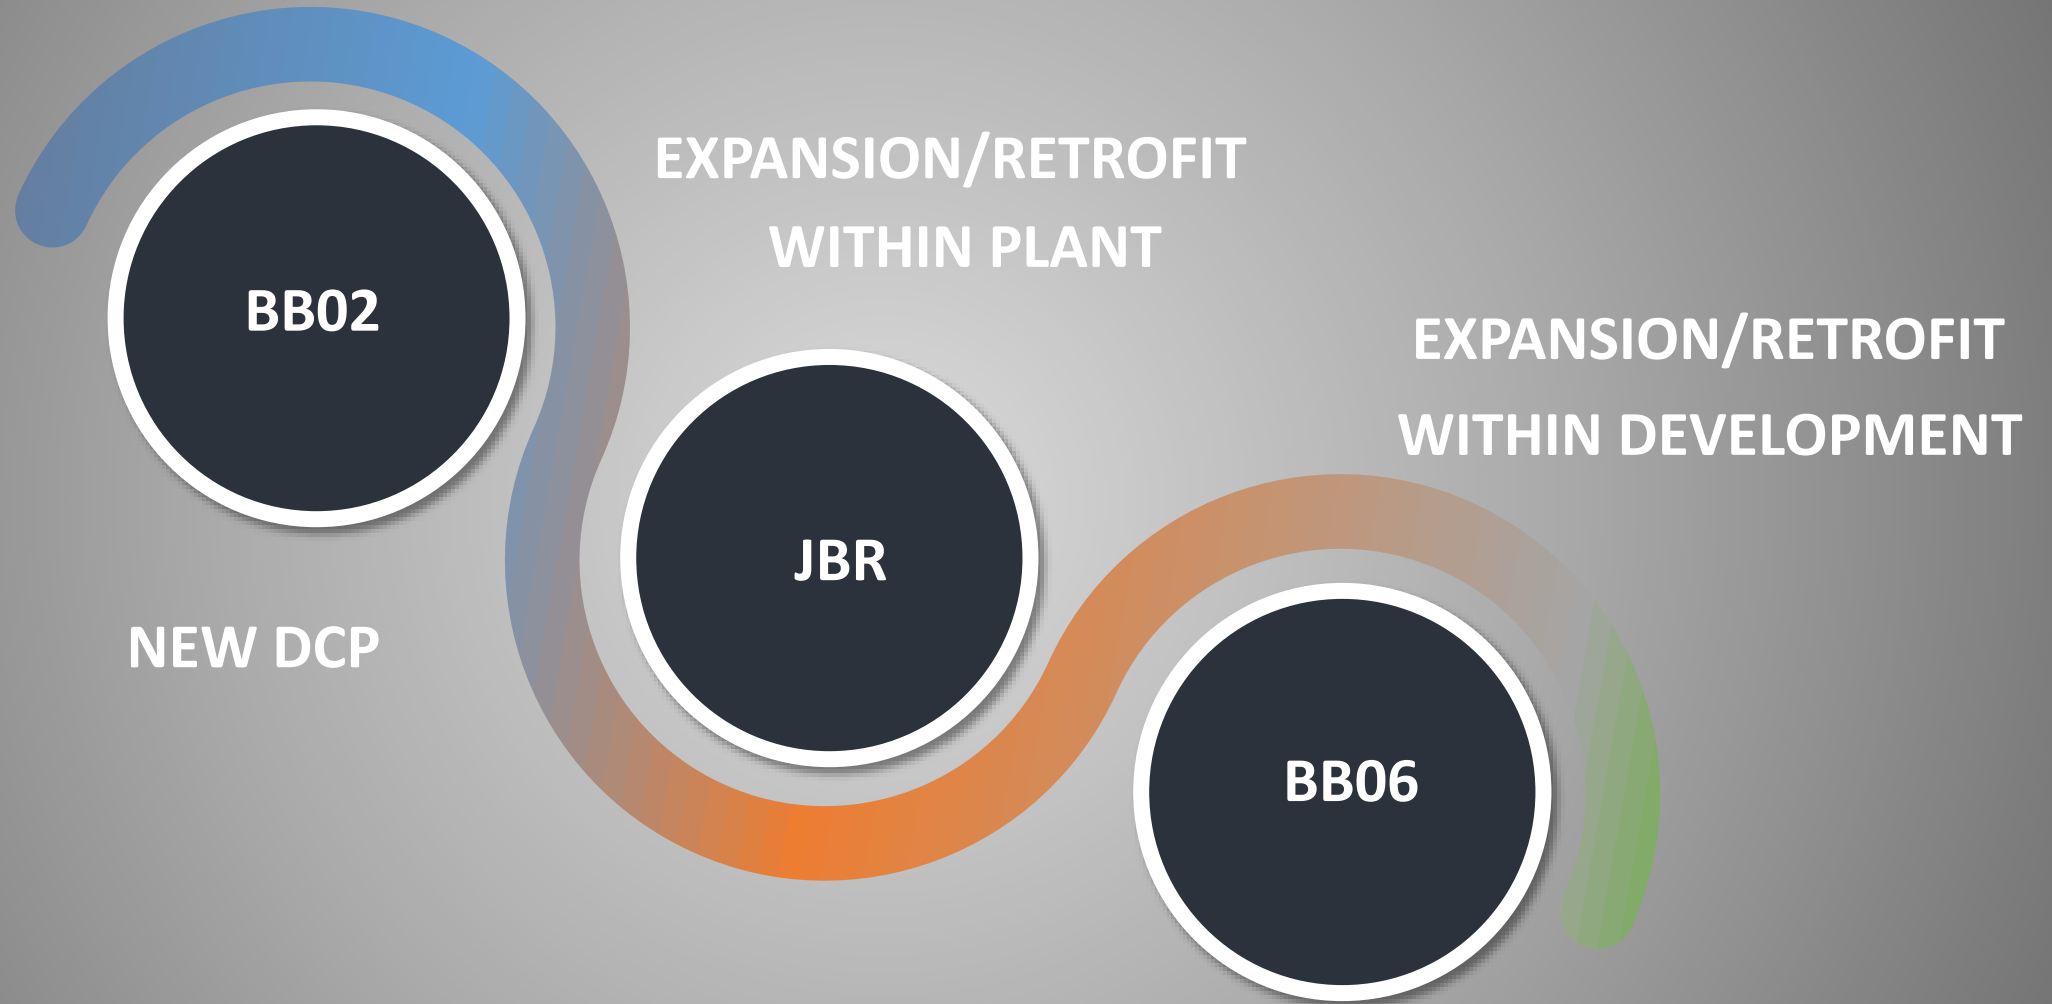 BB02
NEW DCP
EXPANSION/RETROFIT
WITHIN PLANT
JBR
EXPANSION/RETROFIT
WITHIN DEVELOPMENT
BB06